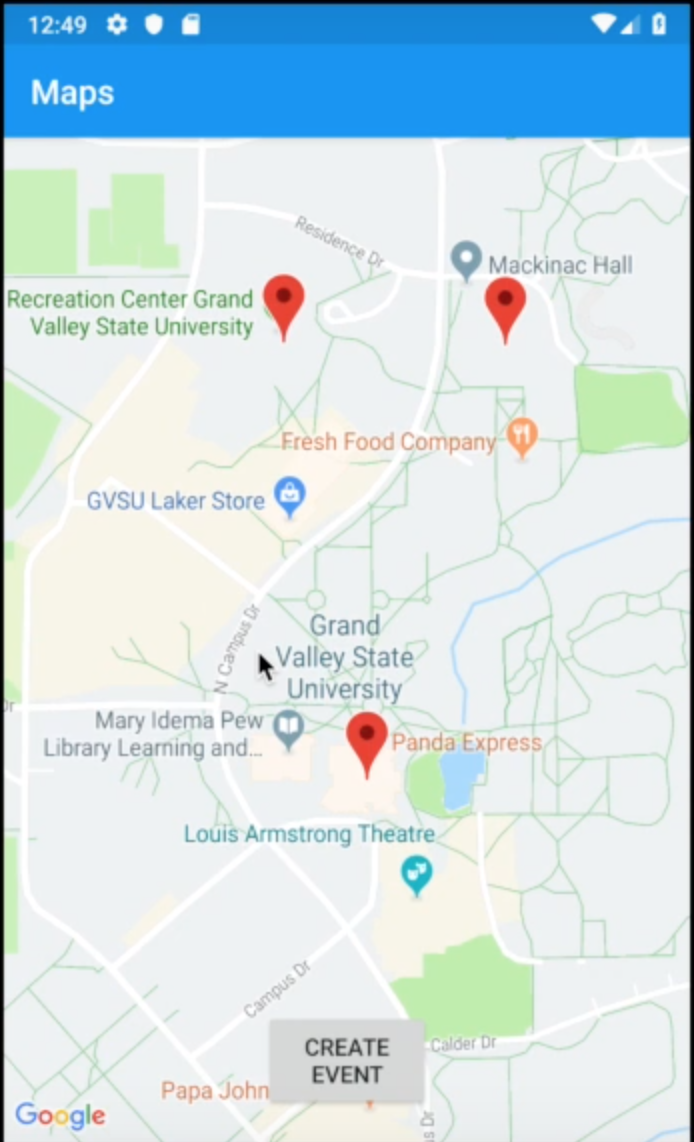 12:49
Maps
Residence Dr
Mackinac Hall
Recreation Center Grand
Valley State University
Fresh Food Company
GVSU Laker Store
N Campus Dr
Grand
Valley State
University
Dr
Mary Idema Pew
Library Learning and...
Panda Express
Louis Armstrong Theatre
Campus Dr
CREATE
EVENT
Calder Dr
Papa John
Google
us Dr